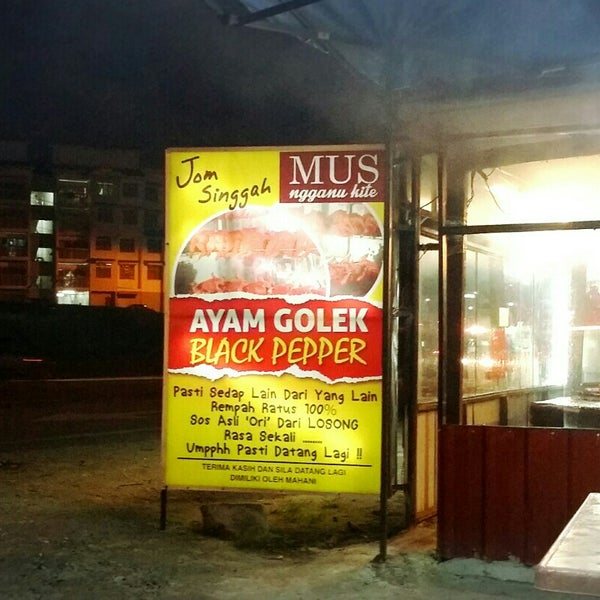 Jom
Singgah
MUS
ngganu kite
AYAM GOLEK
BLACK PEPPER
Pasti Sedap Lain Dari Yang Lain
Rempah Ratus 100%
Sos Asli 'Ori' Dari LOSONG
Rasa Sekali ........
Umpphh Pasti Datang Lagi !!
TERIMA KASIH DAN SILA DATANG LAGI
DIMILIKI OLEH MAHANI